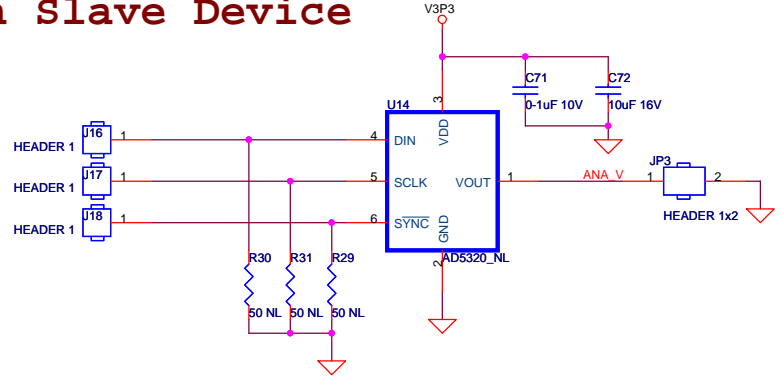 Slave Device
V3P3
C71
C72
0-1uF 10V
10uF 16V
U14
3
VDD
J16
1
HEADER 1
4
DIN
J17
1
HEADER 1
5
SCLK
VOUT
1
ANA_V
JP3
1
2
HEADER 1x2
J18
1
HEADER 1
6
SYNC
GND
2
AD5320_NL
R30
R31
R29
50 NL
50 NL
50 NL